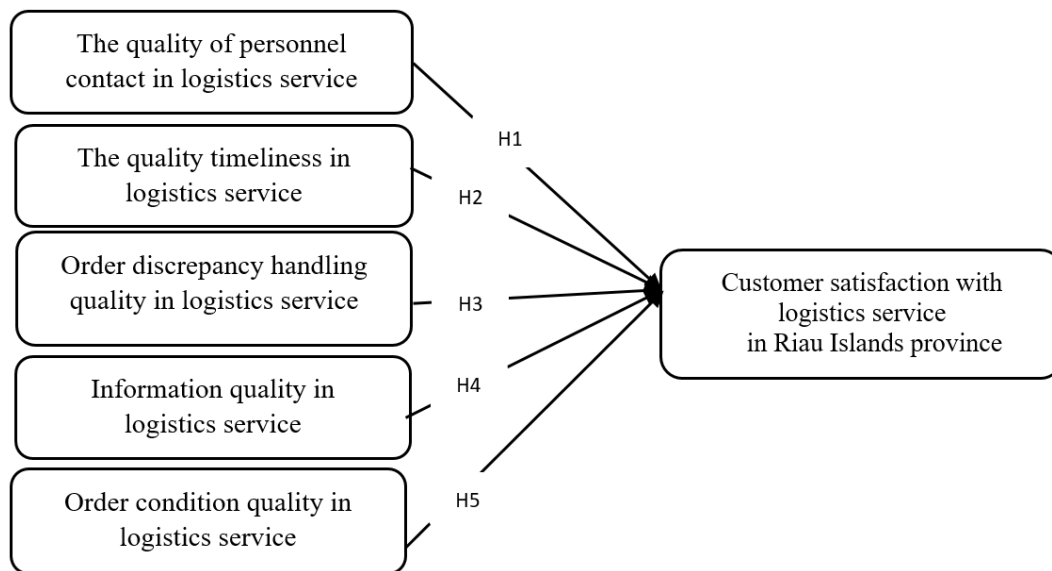 The quality of personnel
contact in logistics service
H1
The quality timeliness in
logistics service
H2
Order discrepancy handling
quality in logistics service
H3
Information quality in
logistics service
H4
Order condition quality in
logistics service
H5
Customer satisfaction with
logistics service
in Riau Islands province